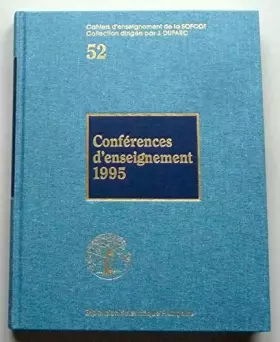 Cahiers d'enseignement de la SOFCOT
Collection dirigée par J. DUPARC
52
Conférences
d'enseignement
1995
Expansion Scientifique Française